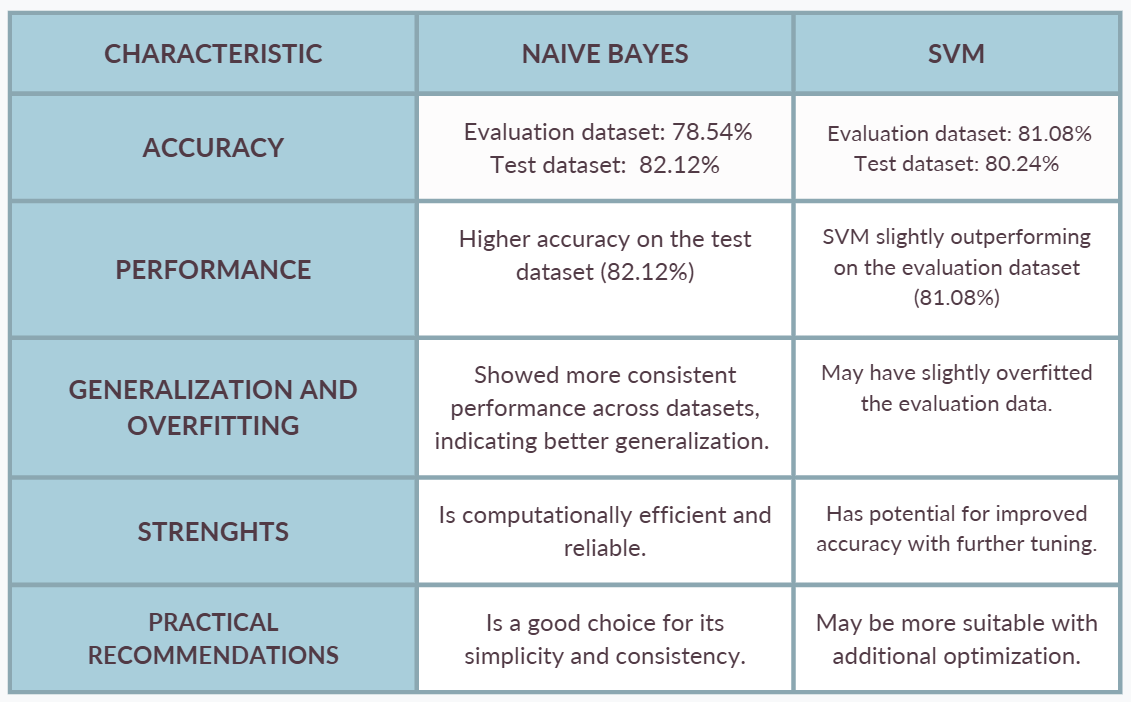 CHARACTERISTIC
NAIVE BAYES
SVM
ACCURACY
Evaluation dataset: 78.54%
Test dataset: 82.12%
Evaluation dataset: 81.08%
Test dataset: 80.24%
PERFORMANCE
Higher accuracy on the test
dataset (82.12%)
SVM slightly outperforming
on the evaluation dataset
(81.08%)
GENERALIZATION AND
OVERFITTING
Showed more consistent
performance across datasets,
indicating better generalization.
May have slightly overfitted
the evaluation data.
STRENGHTS
Is computationally efficient and
reliable.
Has potential for improved
accuracy with further tuning.
PRACTICAL
RECOMMENDATIONS
Is a good choice for its
simplicity and consistency.
May be more suitable with
additional optimization.